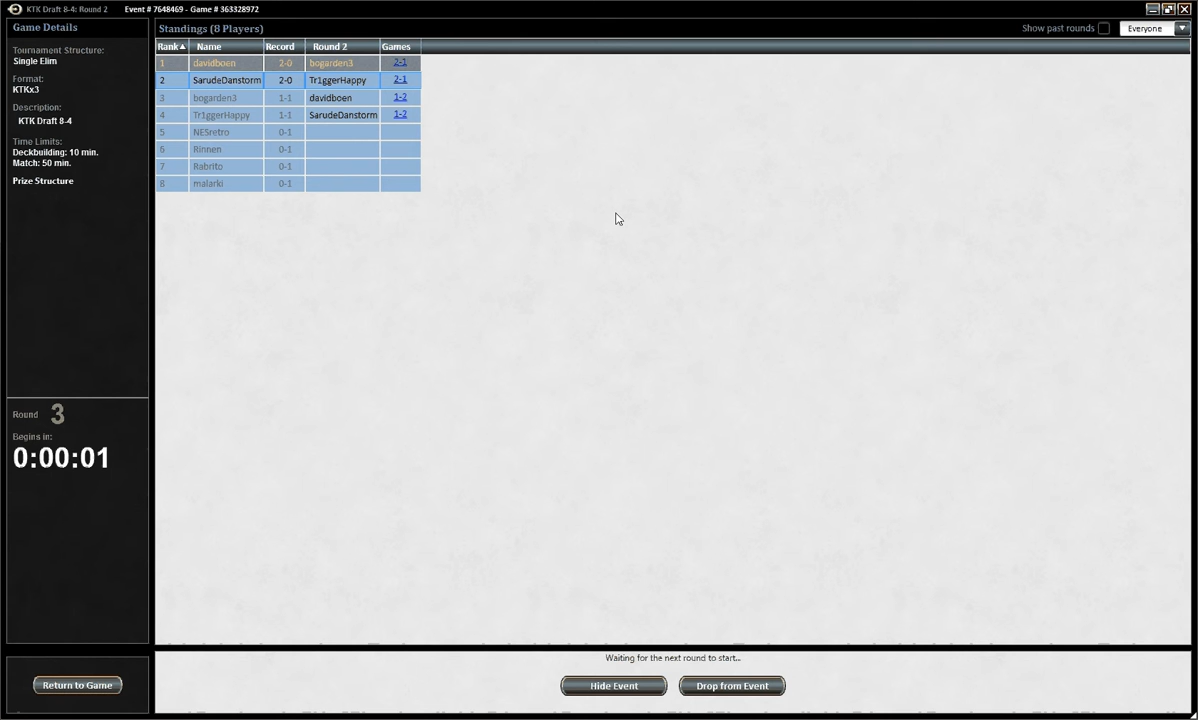 KTK Draft 8-4: Round 2 Event # 7648469 - Game # 363328972
Game Details
Tournament Structure:
Single Elim
Format:
KTKx3
Description:
KTK Draft 8-4
Time Limits:
Deckbuilding: 10 min.
Match: 50 min.
Prize Structure
Round 3
Begins in:
0:00:01
Return to Game
Standings (8 Players)
Show past rounds Everyone
Rank Name Record Round 2 Games
1 davidboen 2-0 bogarden3 2-1
2 SarudeDanstorm 2-0 Tr1ggerHappy 2-1
3 bogarden3 1-1 davidboen 1-2
4 Tr1ggerHappy 1-1 SarudeDanstorm 1-2
5 NESretro 0-1
6 Rinnen 0-1
7 Rabrito 0-1
8 malarki 0-1
Waiting for the next round to start...
Hide Event Drop from Event